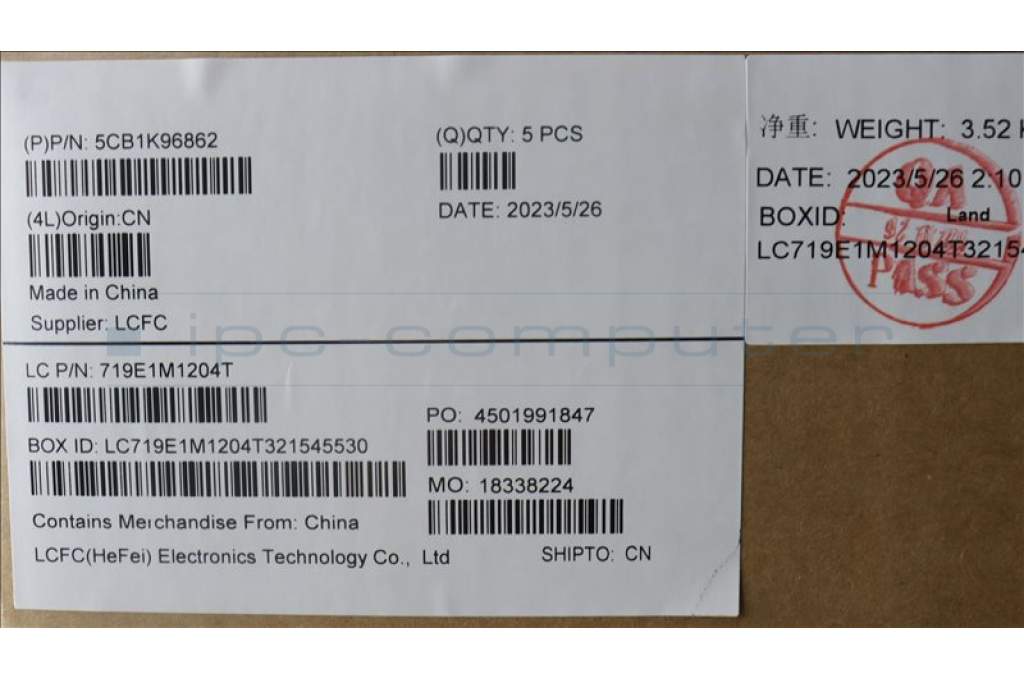 (P)P/N: 5CB1K96862
(Q)QTY: 5 PCS
(4L)Origin:CN
DATE: 2023/5/26
Made in China
Supplier: LCFC
LC P/N: 719E1M1204T
PO: 4501991847
BOX ID: LC719E1M1204T321545530
MO: 18338224
Contains Merchandise From: China
LCFC(HeFei) Electronics Technology Co., Ltd
SHIPTO: CN
净重: WEIGHT: 3.52
DATE: 2023/5/26 2.10
BOXID:
Land
LC719E1M1204T3215
QA
PASS
ipc computer